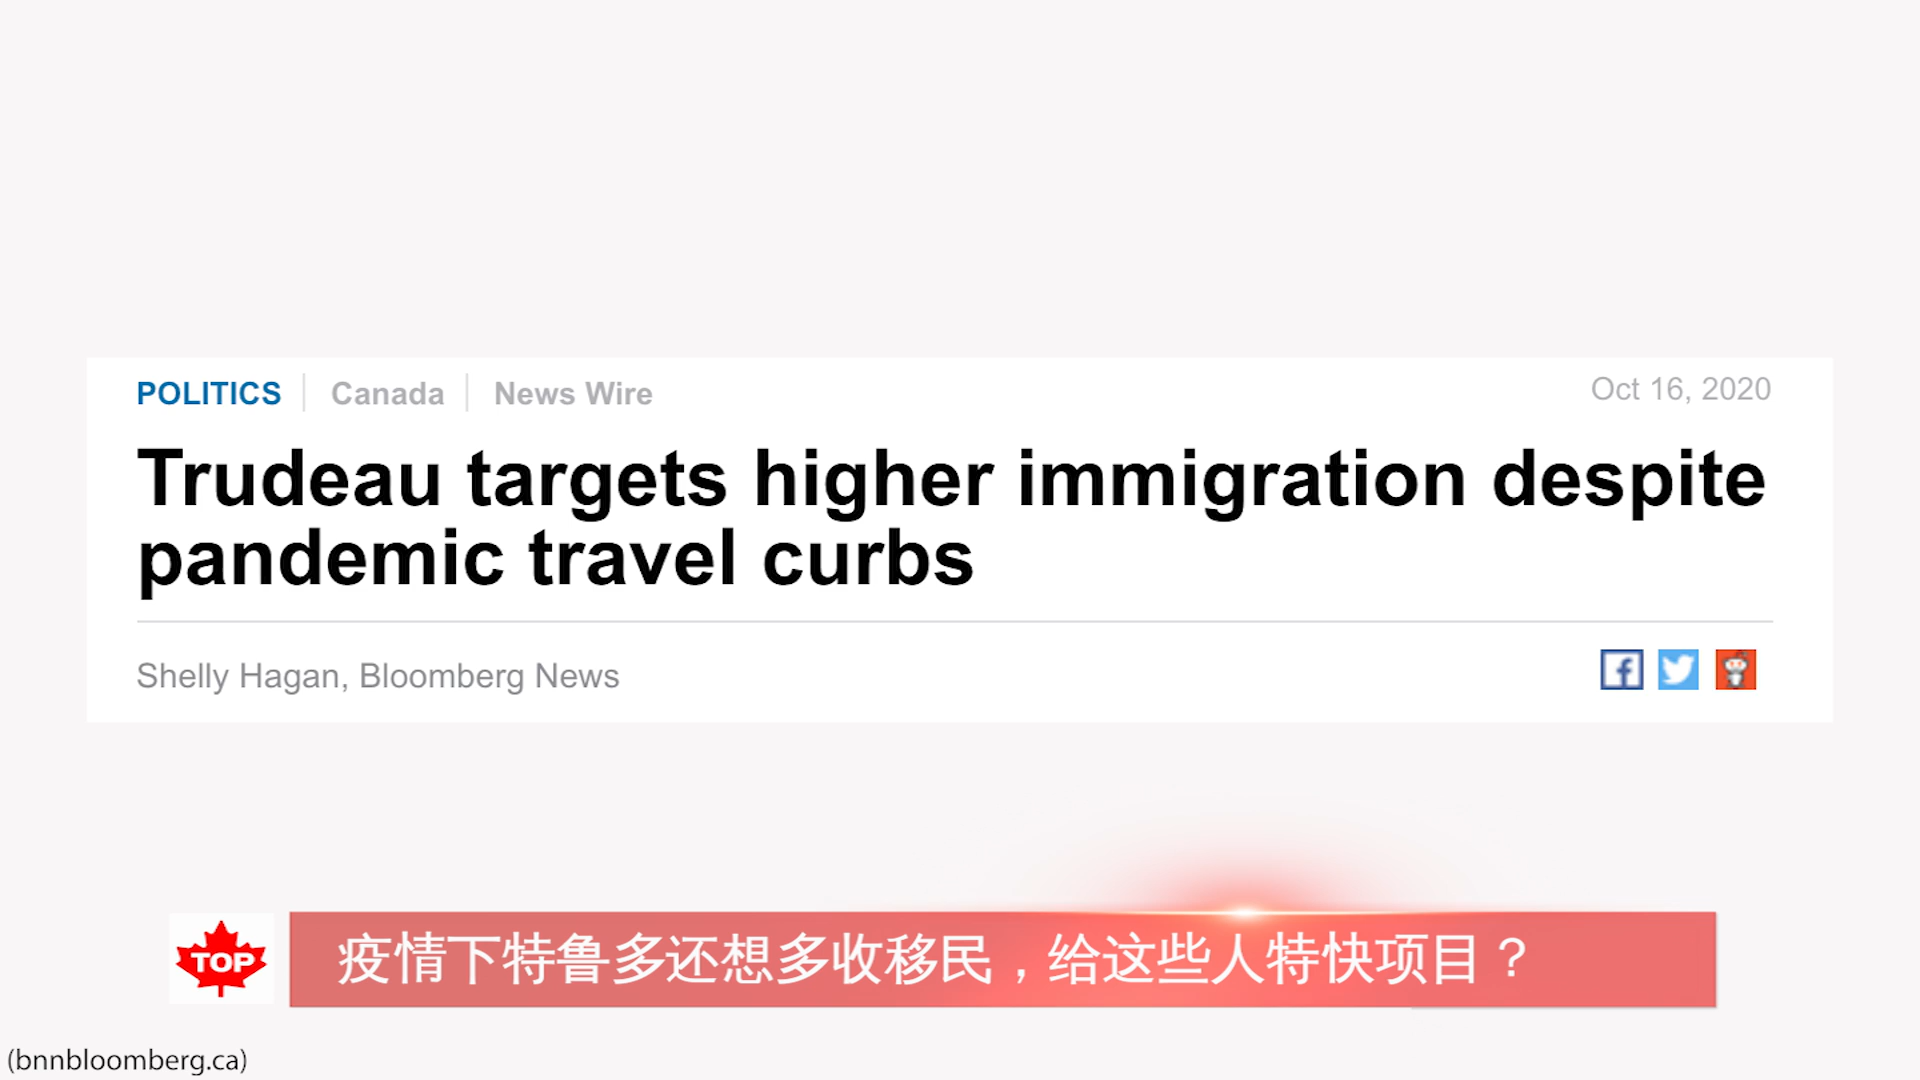 POLITICS Canada News Wire Oct 16, 2020
Trudeau targets higher immigration despite
pandemic travel curbs
Shelly Hagan, Bloomberg News
TOP
疫情下特鲁多还想多收移民，给这些人特快项目？
(bnnbloomberg.ca)